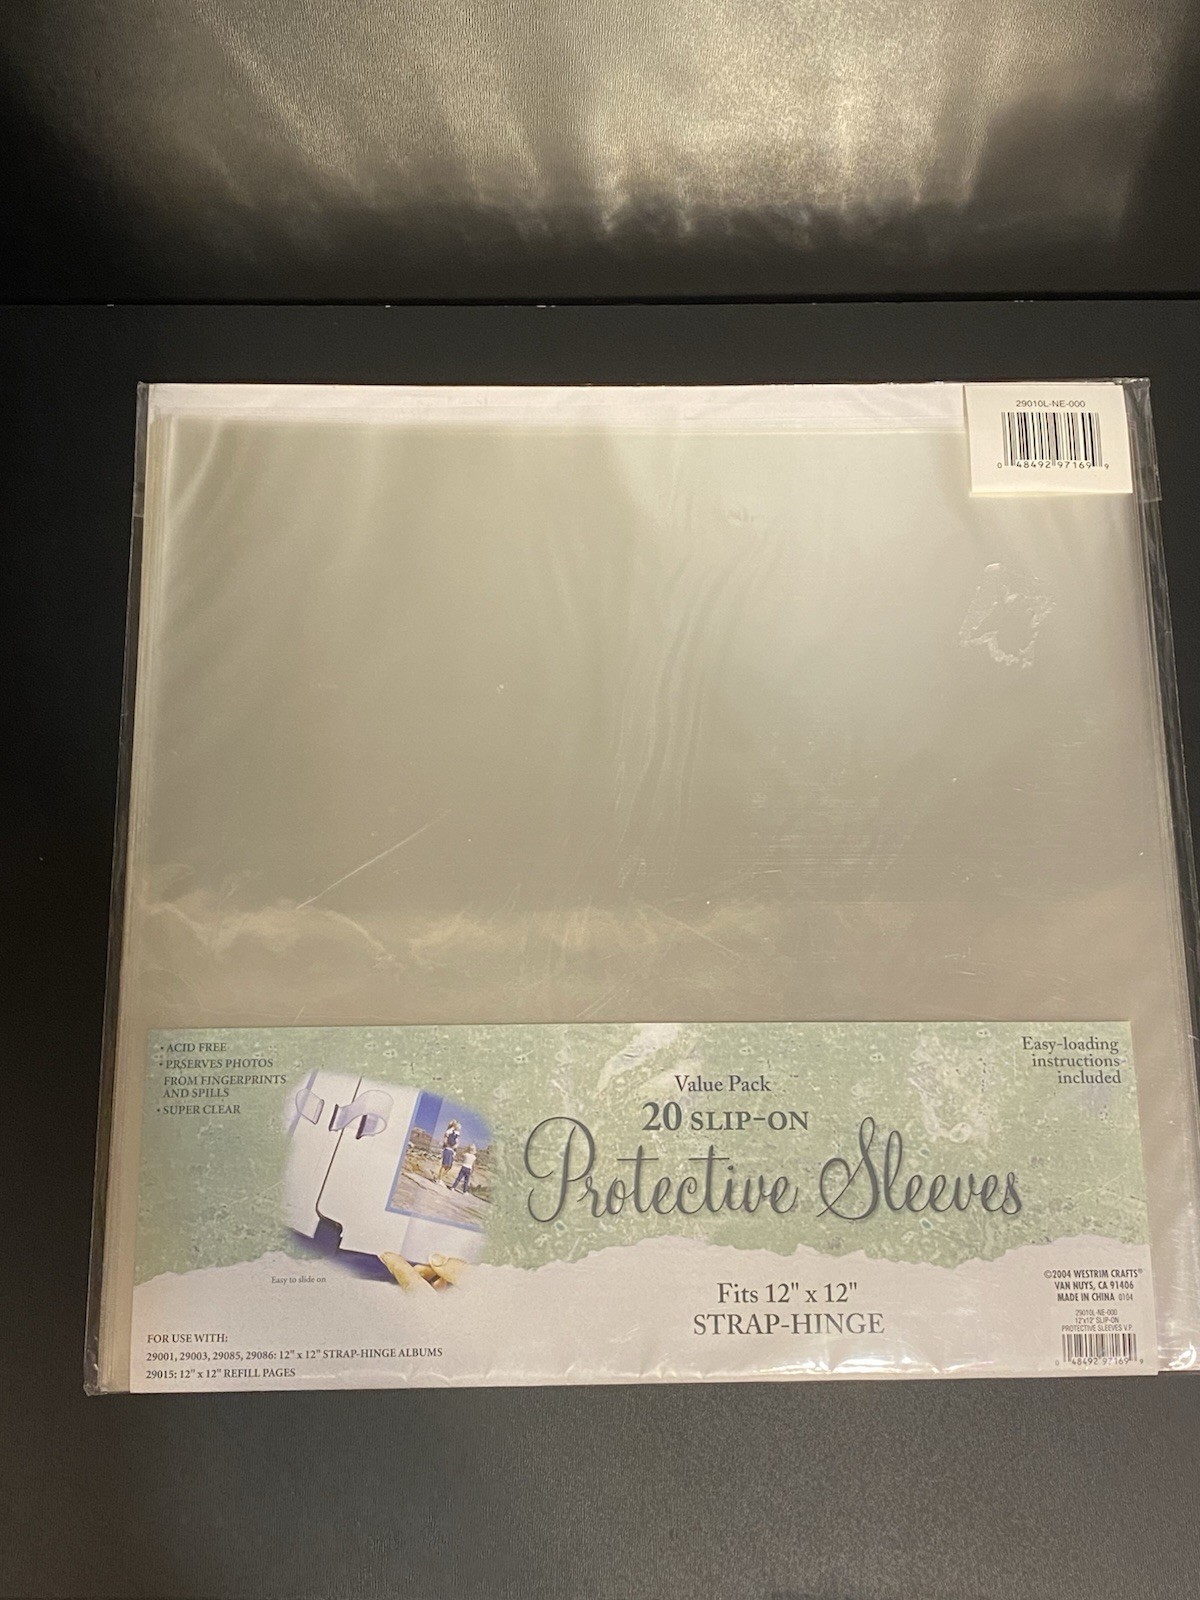 29010L-NE-000
0 48492 97169 9
• ACID FREE
• PRSERVES PHOTOS
FROM FINGERPRINTS
AND SPILLS
• SUPER CLEAR
Easy to slide on
Value Pack
20 SLIP-ON
Protective Sleeves
Fits 12" x 12"
STRAP-HINGE
Easy-loading
instructions
included
FOR USE WITH:
29001, 29003, 29085, 29086: 12" x 12" STRAP-HINGE ALBUMS
29015: 12" x 12" REFILL PAGES
©2004 WESTRIM CRAFTS®
VAN NUYS, CA 91406
MADE IN CHINA 0104
29010L-NE-000
12"X12" SLIP-ON
PROTECTIVE SLEEVES V.P.
0 48492 97169 9